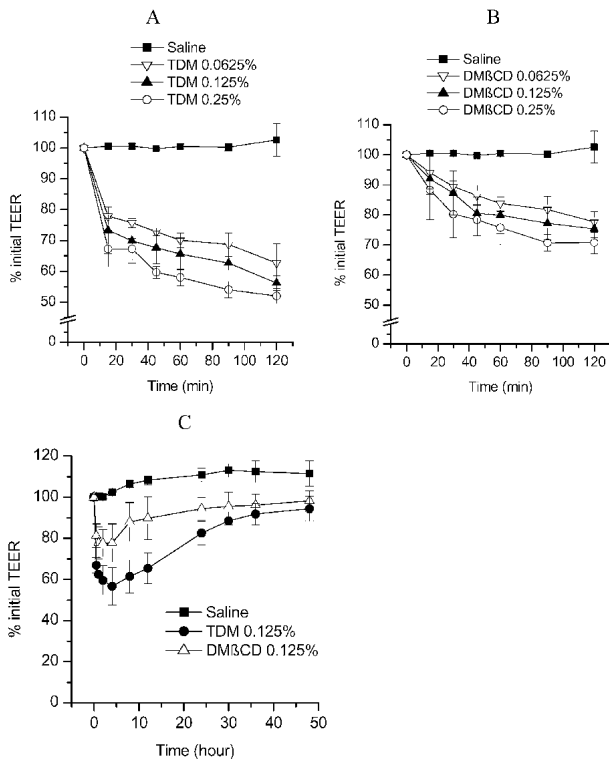 A
Saline
TDM 0.0625%
TDM 0.125%
TDM 0.25%
% initial TEER
110
100
90
80
70
60
50
0
0 20 40 60 80 100 120
Time (min)
B
Saline
DMßCD 0.0625%
DMßCD 0.125%
DMßCD 0.25%
% initial TEER
110
100
90
80
70
60
50
0
0 20 40 60 80 100 120
Time (min)
C
% initial TEER
120
100
80
60
40
20
0
Saline
TDM 0.125%
DMßCD 0.125%
0 10 20 30 40 50
Time (hour)